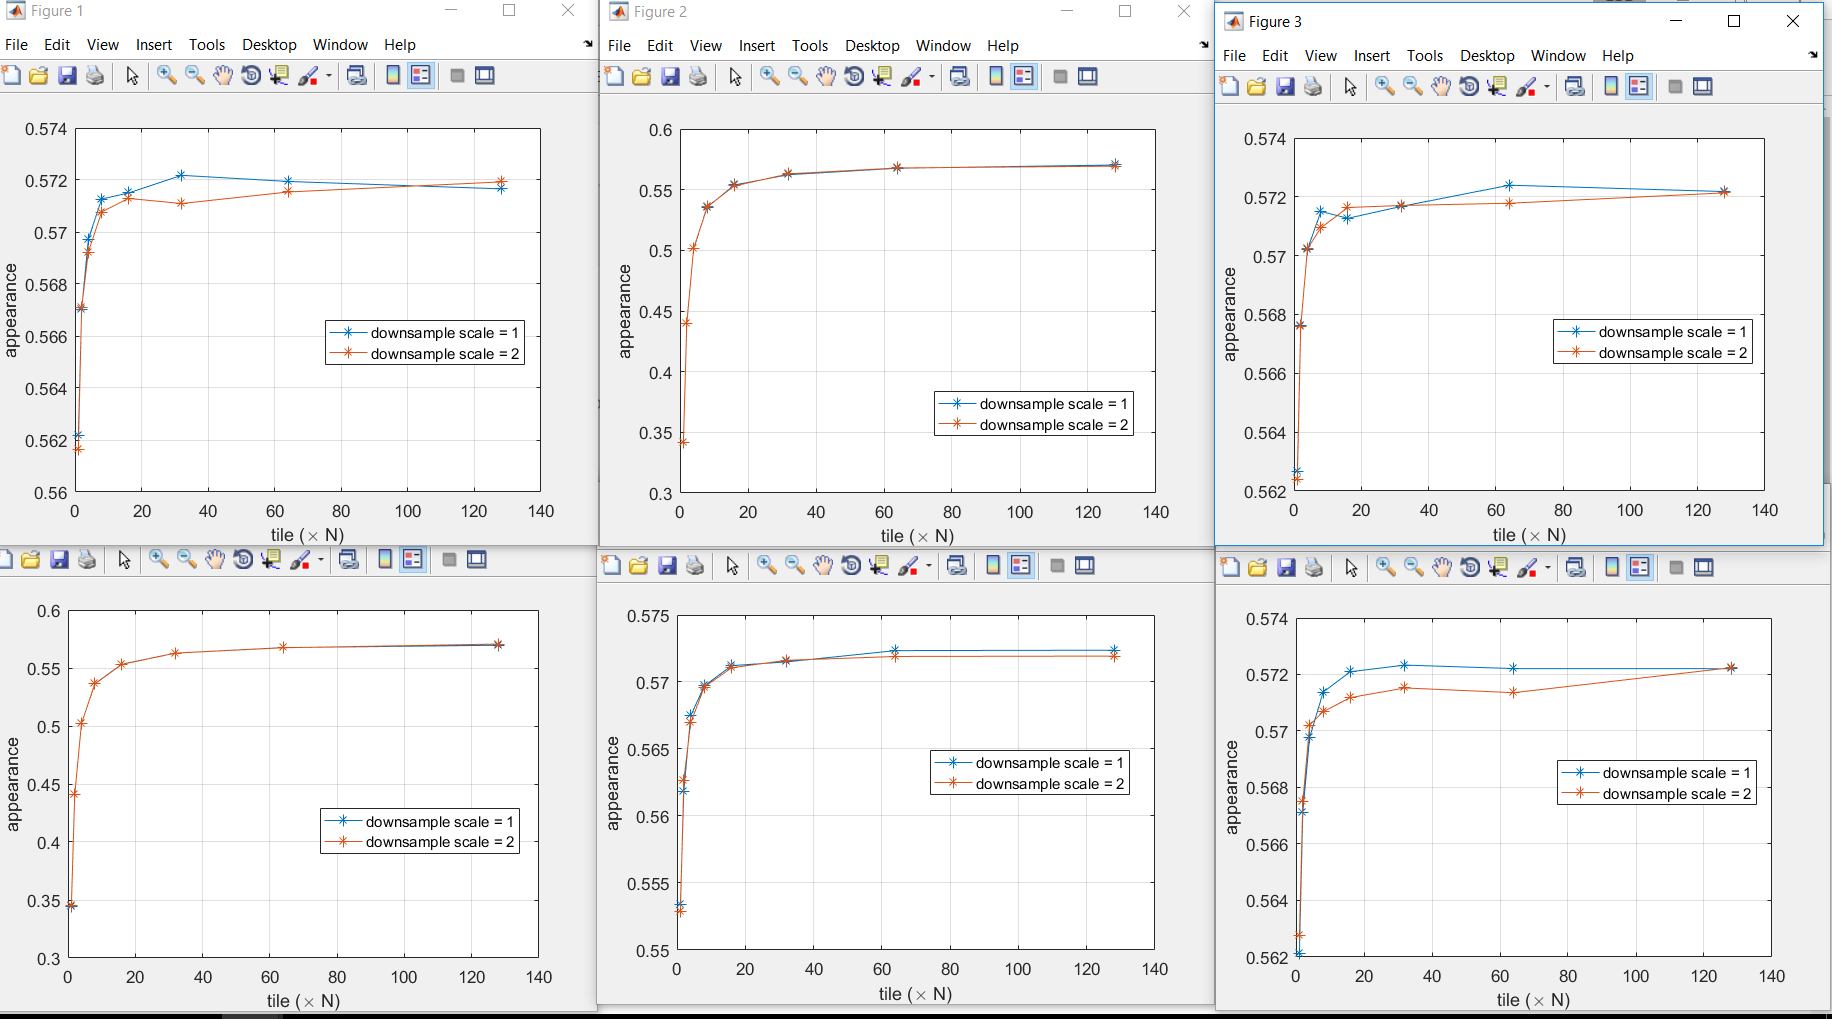 Figure 1
File Edit View Insert Tools Desktop Window Help
0.574
0.572
0.57
0.568
0.566
0.564
0.562
0.56
appearance
downsample scale = 1
downsample scale = 2
0 20 40 60 80 100 120 140
tile (× N)
Figure 2
File Edit View Insert Tools Desktop Window Help
0.6
0.55
0.5
0.45
0.4
0.35
0.3
appearance
downsample scale = 1
downsample scale = 2
0 20 40 60 80 100 120 140
tile (× N)
Figure 3
File Edit View Insert Tools Desktop Window Help
0.574
0.572
0.57
0.568
0.566
0.564
0.562
appearance
downsample scale = 1
downsample scale = 2
0 20 40 60 80 100 120 140
tile (× N)
0.6
0.55
0.5
0.45
0.4
0.35
0.3
appearance
downsample scale = 1
downsample scale = 2
0 20 40 60 80 100 120 140
tile (× N)
0.575
0.57
0.565
0.56
0.555
0.55
appearance
downsample scale = 1
downsample scale = 2
0 20 40 60 80 100 120 140
tile (× N)
0.574
0.572
0.57
0.568
0.566
0.564
0.562
appearance
downsample scale = 1
downsample scale = 2
0 20 40 60 80 100 120 140
tile (× N)